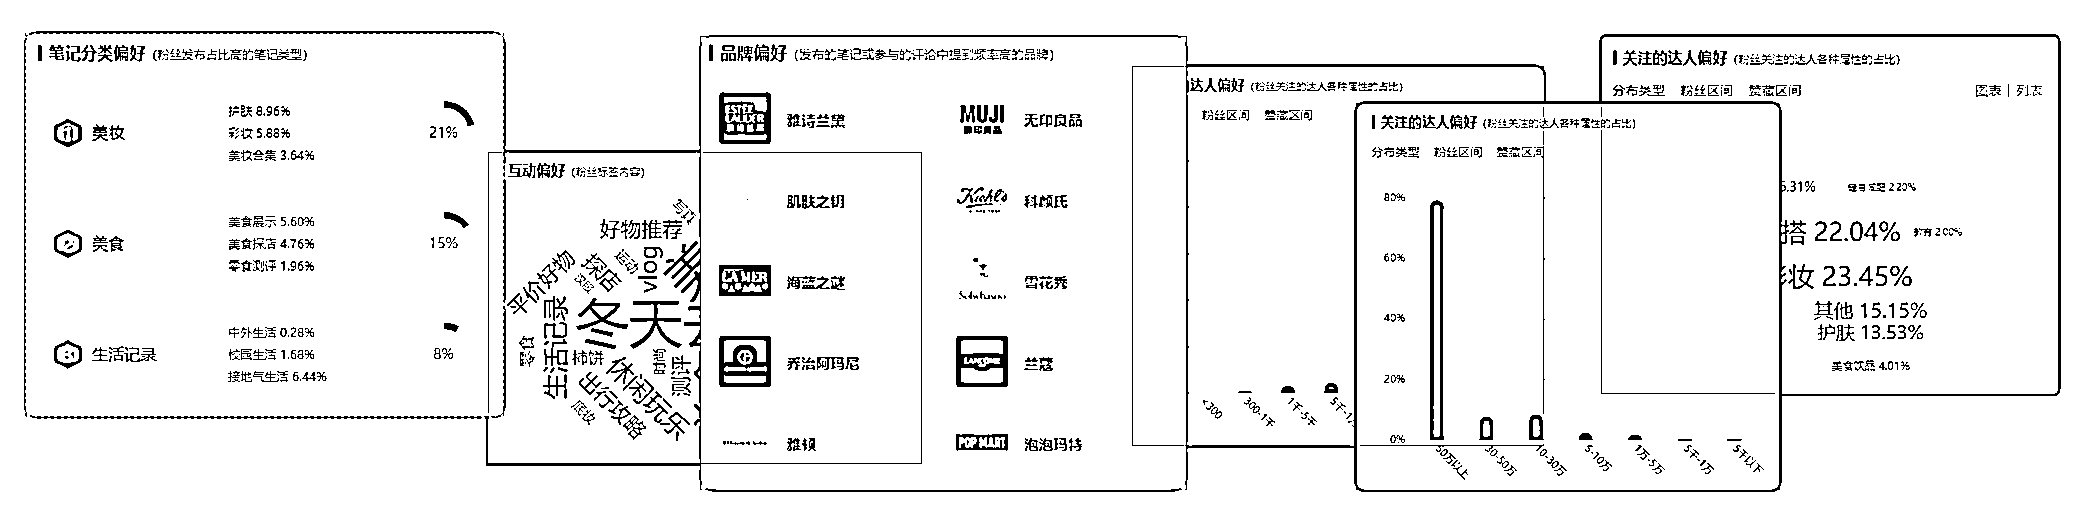 笔记分类偏好 (粉丝发布占比高的笔记类型)
美妆
护肤 8.96%
彩妆 5.88%
美妆合集 3.64%
21%
美食
美食展示 5.60%
美食探店 4.76%
零食测评 1.96%
15%
生活记录
中外生活 0.28%
校园生活 1.68%
接地气生活 6.44%
8%
互动偏好 (粉丝标签内容)
好物推荐
vlog
运动
探店
汉服
平价好物
冬天
生活记录
零食
柿饼
时尚
测评
休闲玩乐
出行攻略
底妆
品牌偏好 (发布的笔记或参与的评论中提到频率高的品牌)
雅诗兰黛
MUJI
无印良品
无印良品
肌肤之钥
Kiehl's
科颜氏
LA MER
海蓝之谜
雪花秀
乔治阿玛尼
LANCOME
兰蔻
雅顿
POP MART
泡泡玛特
达人偏好 (粉丝关注的达人各种属性的占比)
粉丝区间 赞藏区间
<300
300-1千
1千-5千
关注的达人偏好 (粉丝关注的达人各种属性的占比)
分布类型 粉丝区间 赞藏区间
80%
60%
40%
20%
0%
50万以上
30-50万
10-30万
5-10万
1万-5万
5千-1万
5千以下
关注的达人偏好 (粉丝关注的达人各种属性的占比)
分布类型 粉丝区间 赞藏区间
图表 | 列表
搭 22.04%
教育 2.00%
彩妆 23.45%
其他 15.15%
护肤 13.53%
美食饮品 4.01%